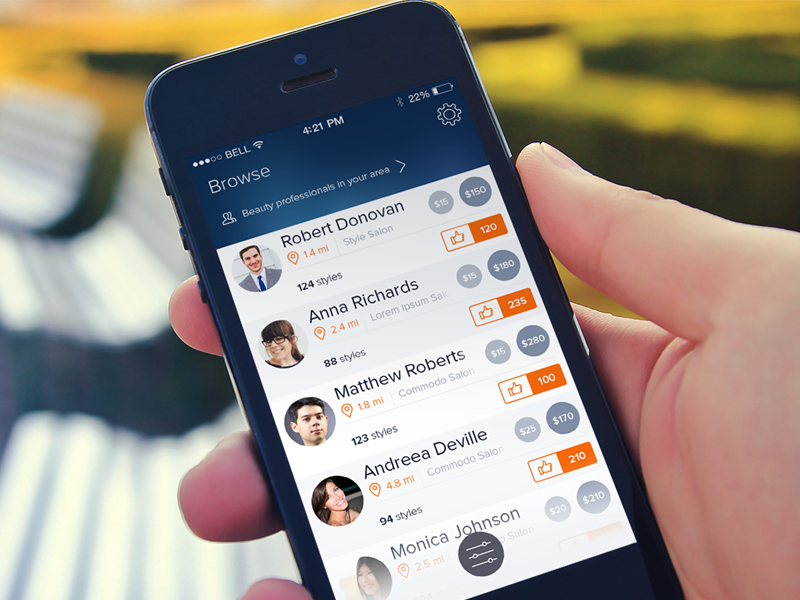 BELL 4:21 PM 22%
Browse
Beauty professionals in your area
Robert Donovan $15 $150
1.4 mi Style Salon 120
124 styles
Anna Richards $15 $180
2.4 mi Lorem Ipsum Sal 235
88 styles
Matthew Roberts $15 $280
1.8 mi Commodo Salon 100
123 styles
Andreea Deville $25 $170
4.8 mi Commodo Salon 210
94 styles
Monica Johnson $20 $210
2.5 mi